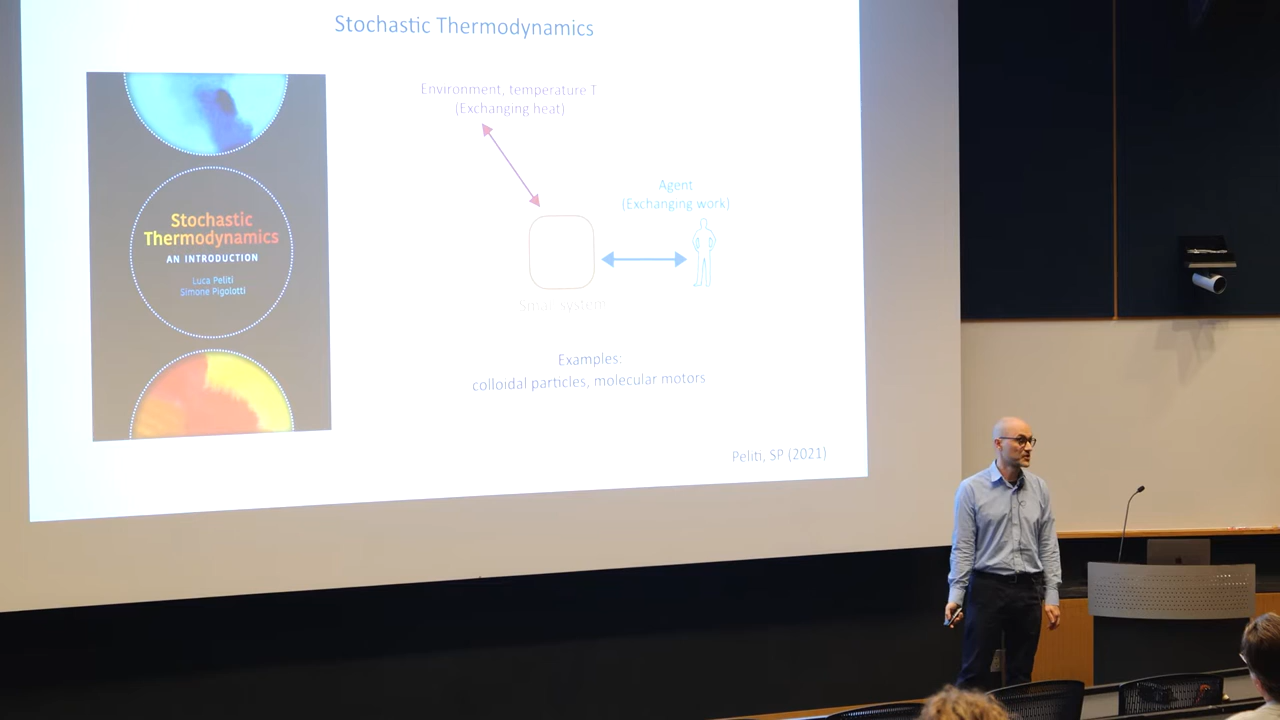 Stochastic Thermodynamics
Stochastic
Thermodynamics
AN INTRODUCTION
Luca Peliti
Simone Pigolotti
Environment, temperature T
(Exchanging heat)
Agent
(Exchanging work)
Small system
Examples:
colloidal particles, molecular motors
Peliti, SP (2021)